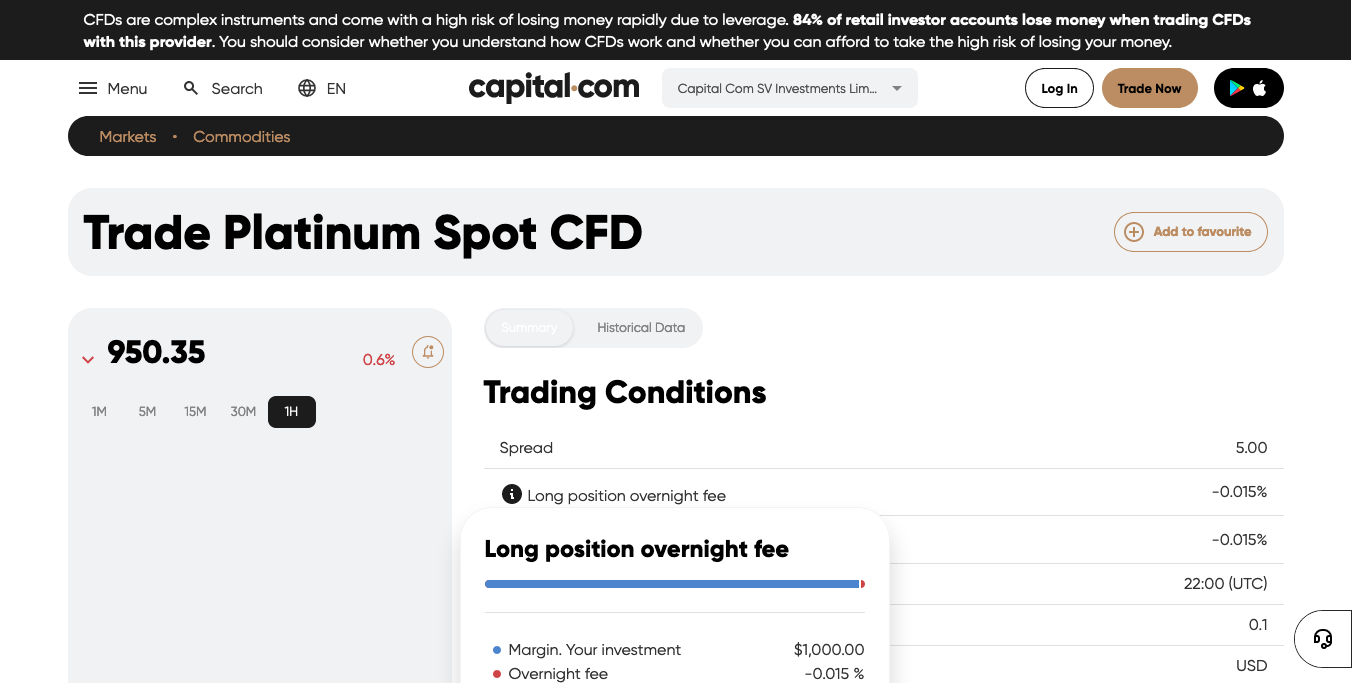 CFDs are complex instruments and come with a high risk of losing money rapidly due to leverage. 84% of retail investor accounts lose money when trading CFDs
with this provider. You should consider whether you understand how CFDs work and whether you can afford to take the high risk of losing your money.
Menu Search EN capital.com Capital Com SV Investments Lim... Log In Trade Now
Markets • Commodities
Trade Platinum Spot CFD Add to favourite
950.35 0.6%
1M 5M 15M 30M 1H
Summary Historical Data
Trading Conditions
Spread 5.00
Long position overnight fee -0.015%
-0.015%
22:00 (UTC)
0.1
USD
Long position overnight fee
Margin. Your investment $1,000.00
Overnight fee -0.015 %